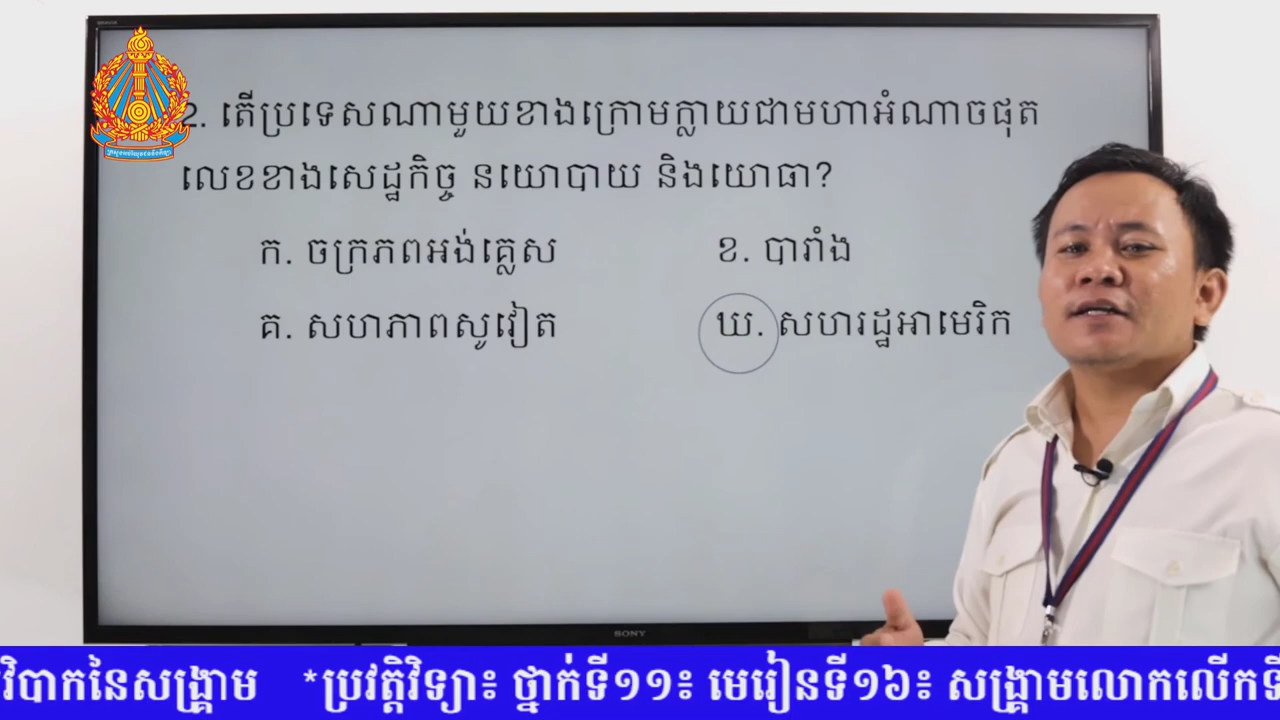 2. តើប្រទេសណាមួយខាងក្រោមក្លាយជាមហាអំណាចផុត
លេខខាងសេដ្ឋកិច្ច នយោបាយ និងយោធា?
ក. ចក្រភពអង់គ្លេស
ខ. បារាំង
គ. សហភាពសូវៀត
ឃ. សហរដ្ឋអាមេរិក
SONY
វិបាកនៃសង្គ្រាម *ប្រវត្តិវិទ្យា៖ ថ្នាក់ទី១១៖ មេរៀនទី១៦៖ សង្គ្រាមលោកលើកទី